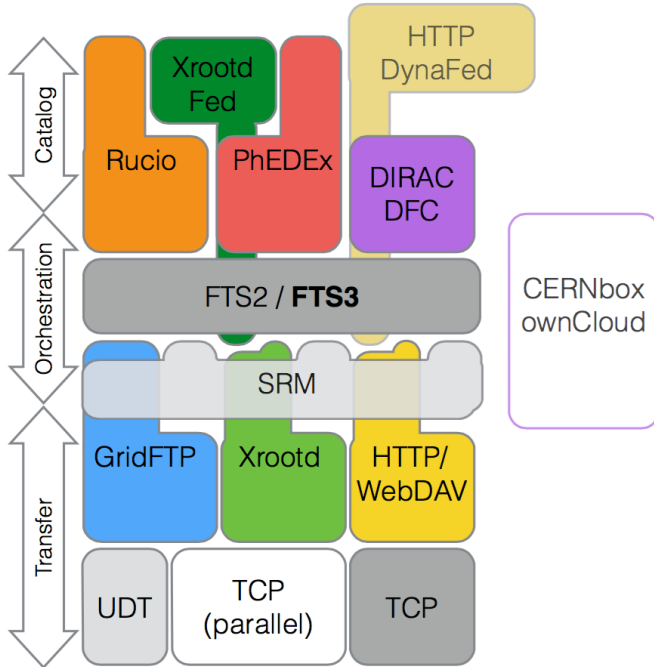 Catalog
Orchestration
Transfer
Xrootd
Fed
HTTP
DynaFed
Rucio
PhEDEx
DIRAC
DFC
FTS2 / FTS3
CERNbox
ownCloud
SRM
GridFTP
Xrootd
HTTP/
WebDAV
UDT
TCP
(parallel)
TCP